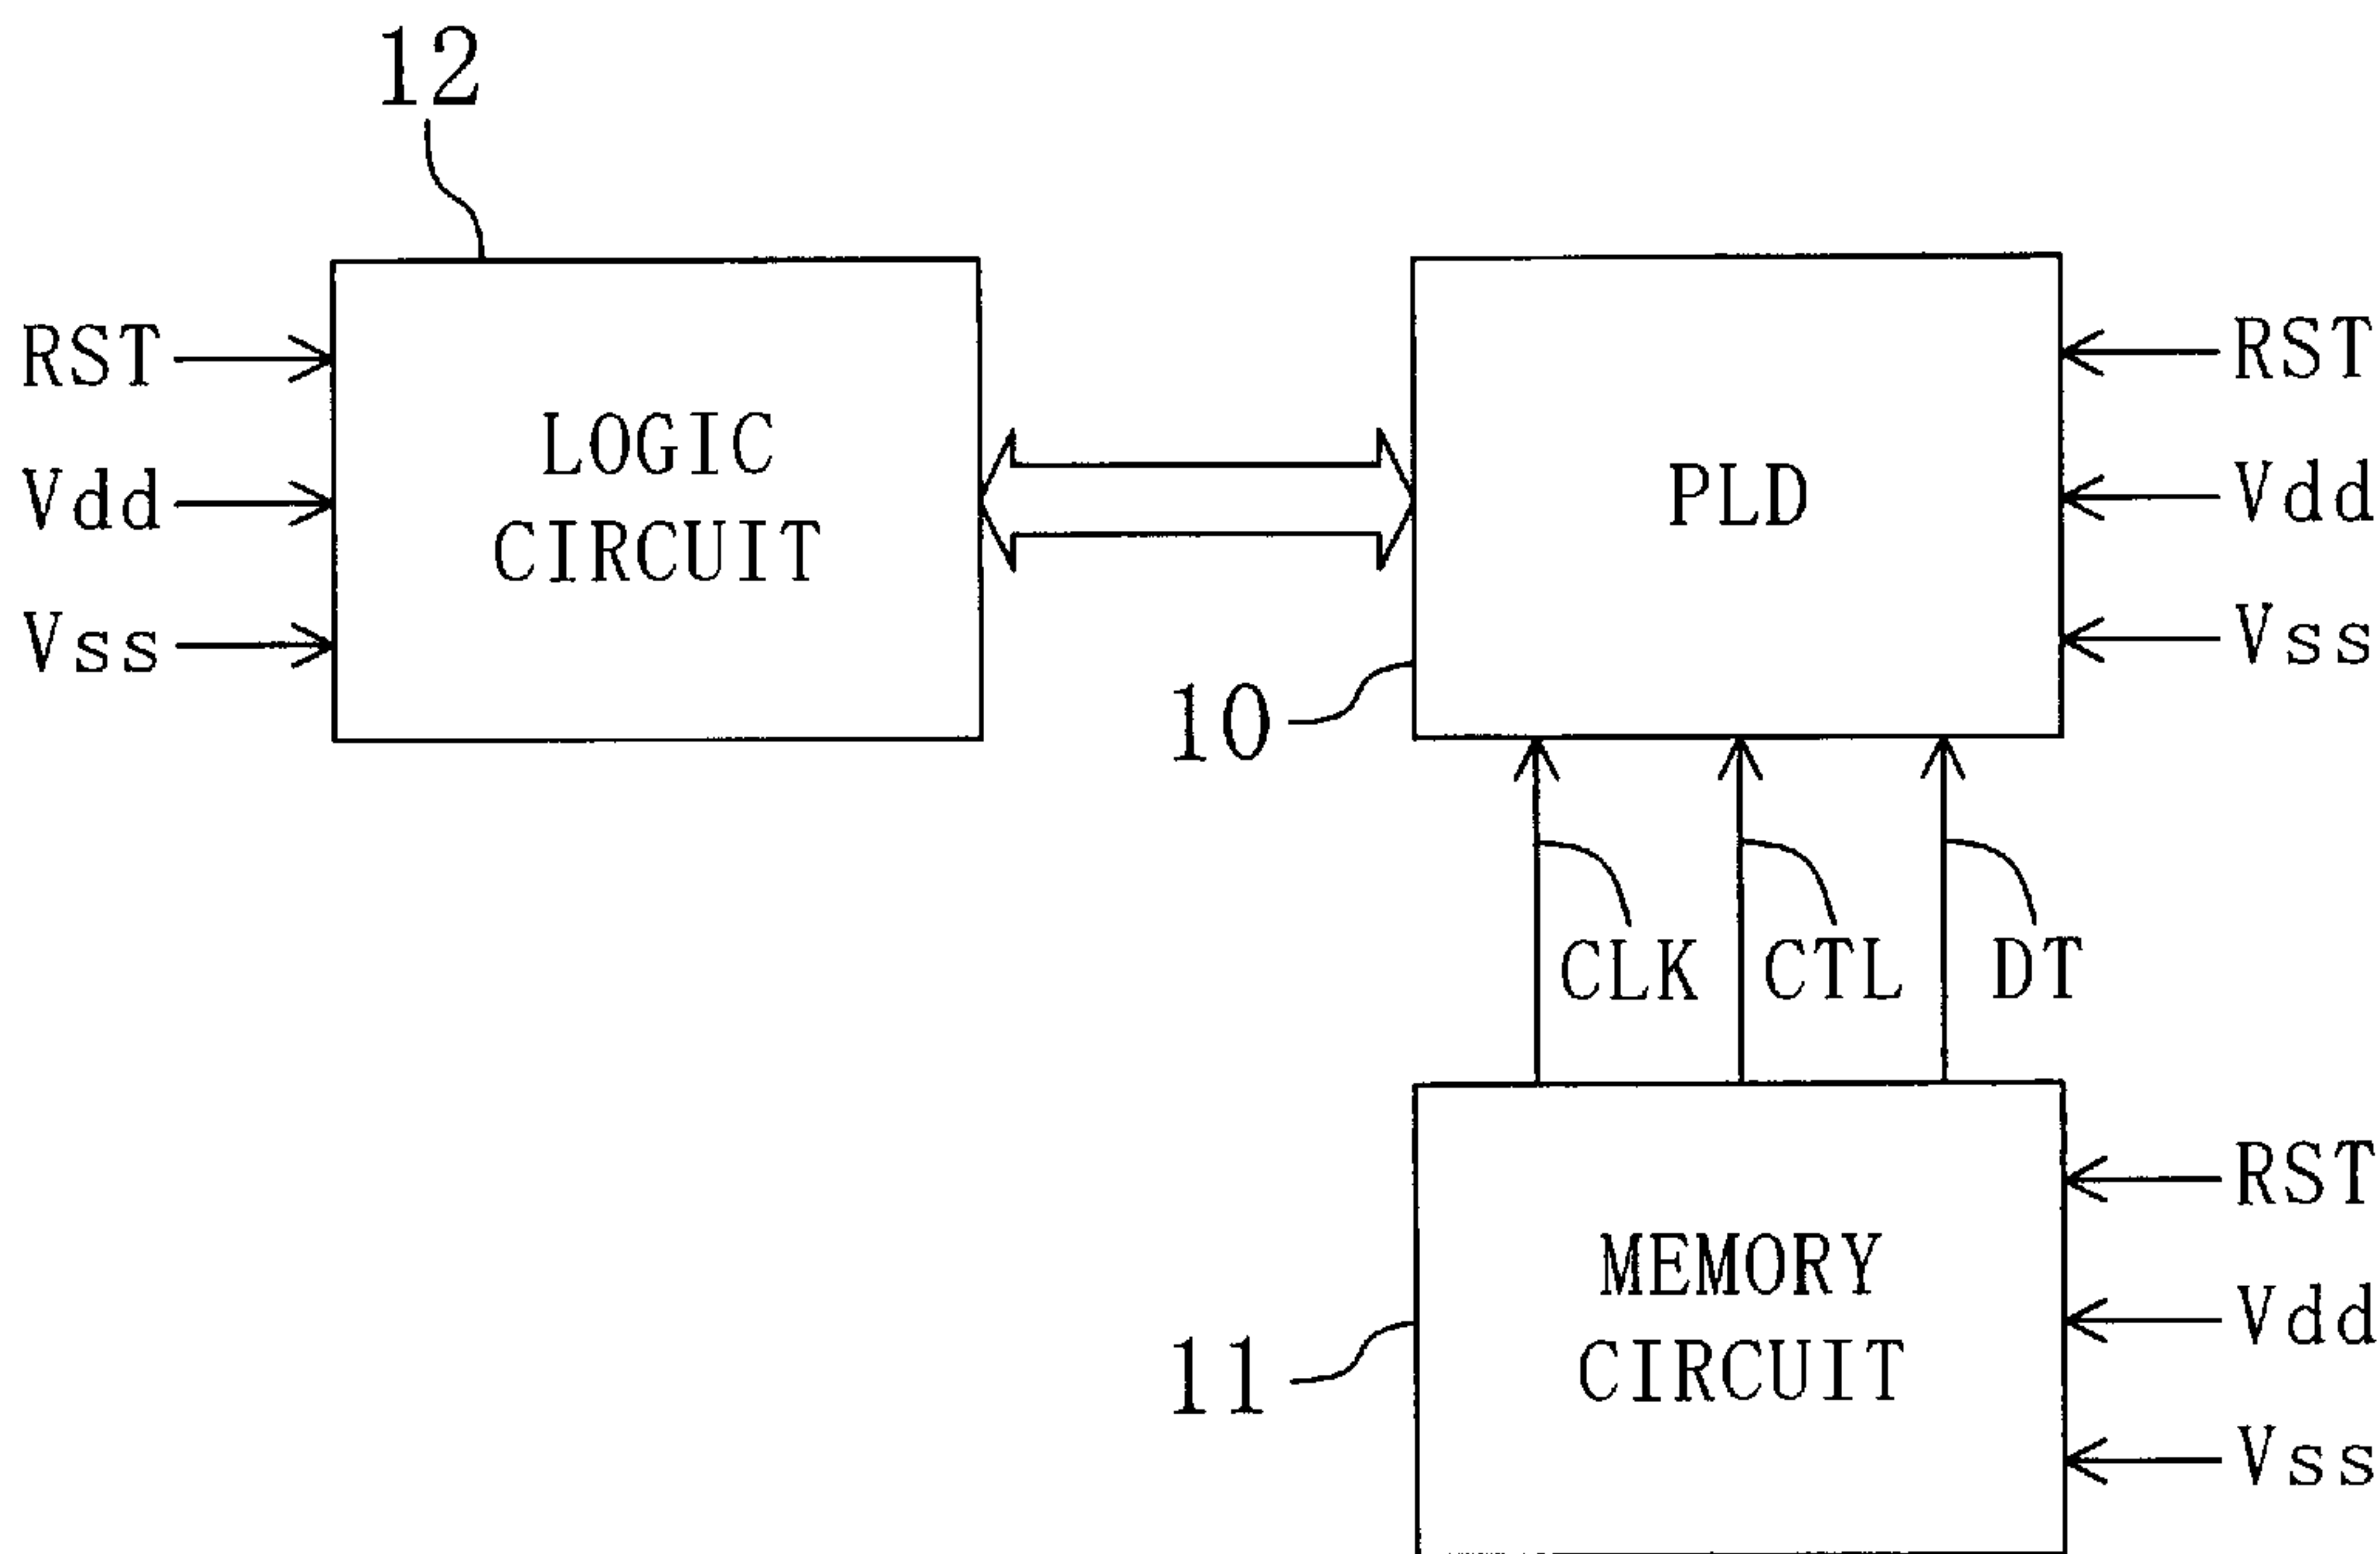 12
RST
Vdd
Vss
LOGIC
CIRCUIT
PLD
RST
Vdd
Vss
10
CLK
CTL
DT
MEMORY
CIRCUIT
11
RST
Vdd
Vss